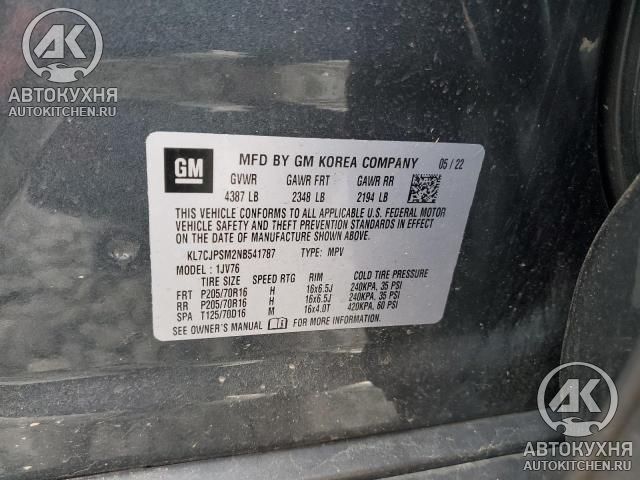 AK
АВТОКУХНЯ
AUTOKITCHEN.RU
GM
MFD BY GM KOREA COMPANY 05 / 22
GVWR GAWR FRT GAWR RR
4387 LB 2348 LB 2194 LB
THIS VEHICLE CONFORMS TO ALL APPLICABLE U.S. FEDERAL MOTOR
VEHICLE SAFETY AND THEFT PREVENTION STANDARDS IN EFFECT
ON THE DATE OF MANUFACTURE SHOWN ABOVE.
KL7CJPSM2NB541787 TYPE: MPV
MODEL : 1JV76
TIRE SIZE SPEED RTG RIM COLD TIRE PRESSURE
FRT P205/70R16 H 16x6.5J 240KPA, 35 PSI
RR P205/70R16 H 16x6.5J 240KPA, 35 PSI
SPA T125/70D16 M 16x4.0T 420KPA, 60 PSI
SEE OWNER'S MANUAL FOR MORE INFORMATION.
AK
АВТОКУХНЯ
AUTOKITCHEN.RU